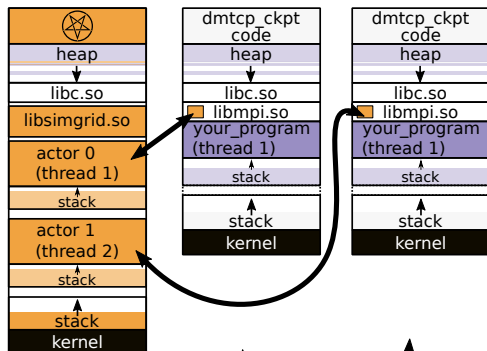 heap
libc.so
libsimgrid.so
actor 0
(thread 1)
stack
actor 1
(thread 2)
stack
stack
kernel
dmtcp_ckpt
code
heap
libc.so
libmpi.so
your_program
(thread 1)
stack
stack
kernel
dmtcp_ckpt
code
heap
libc.so
libmpi.so
your_program
(thread 1)
stack
stack
kernel